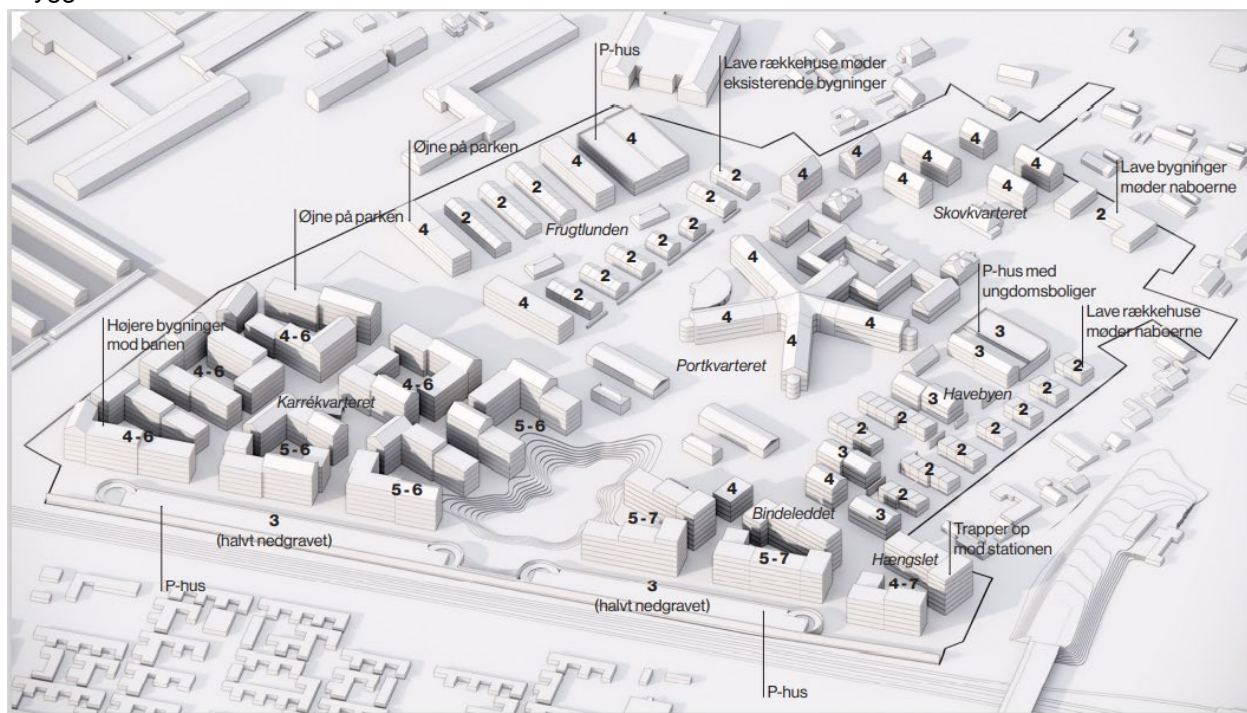 P-hus
Lave rækkehuse møder
eksisterende bygninger
Øjne på parken
4
4
4
4
4
4
4
4
4
Lave bygninger
møder naboerne
2
2
2
2
2
2
Skovkvarteret
2
Øjne på parken
4
Frugtlunden
2
2
2
2
2
4
4
P-hus med
ungdomsboliger
Højere bygninger
mod banen
4
4
4
3
Lave rækkehuse
møder naboerne
4-6
4-6
4-6
Portkvarteret
4
3
2
2
Karrékvarteret
3
Havebyen
2
4-6
5-6
5-6
2
2
2
2
3
2
5-6
4
4
2
5-7
Bindeleddet
3
3
(halvt nedgravet)
5-7
Hængslet
Trapper op
mod stationen
P-hus
3
(halvt nedgravet)
4-7
P-hus